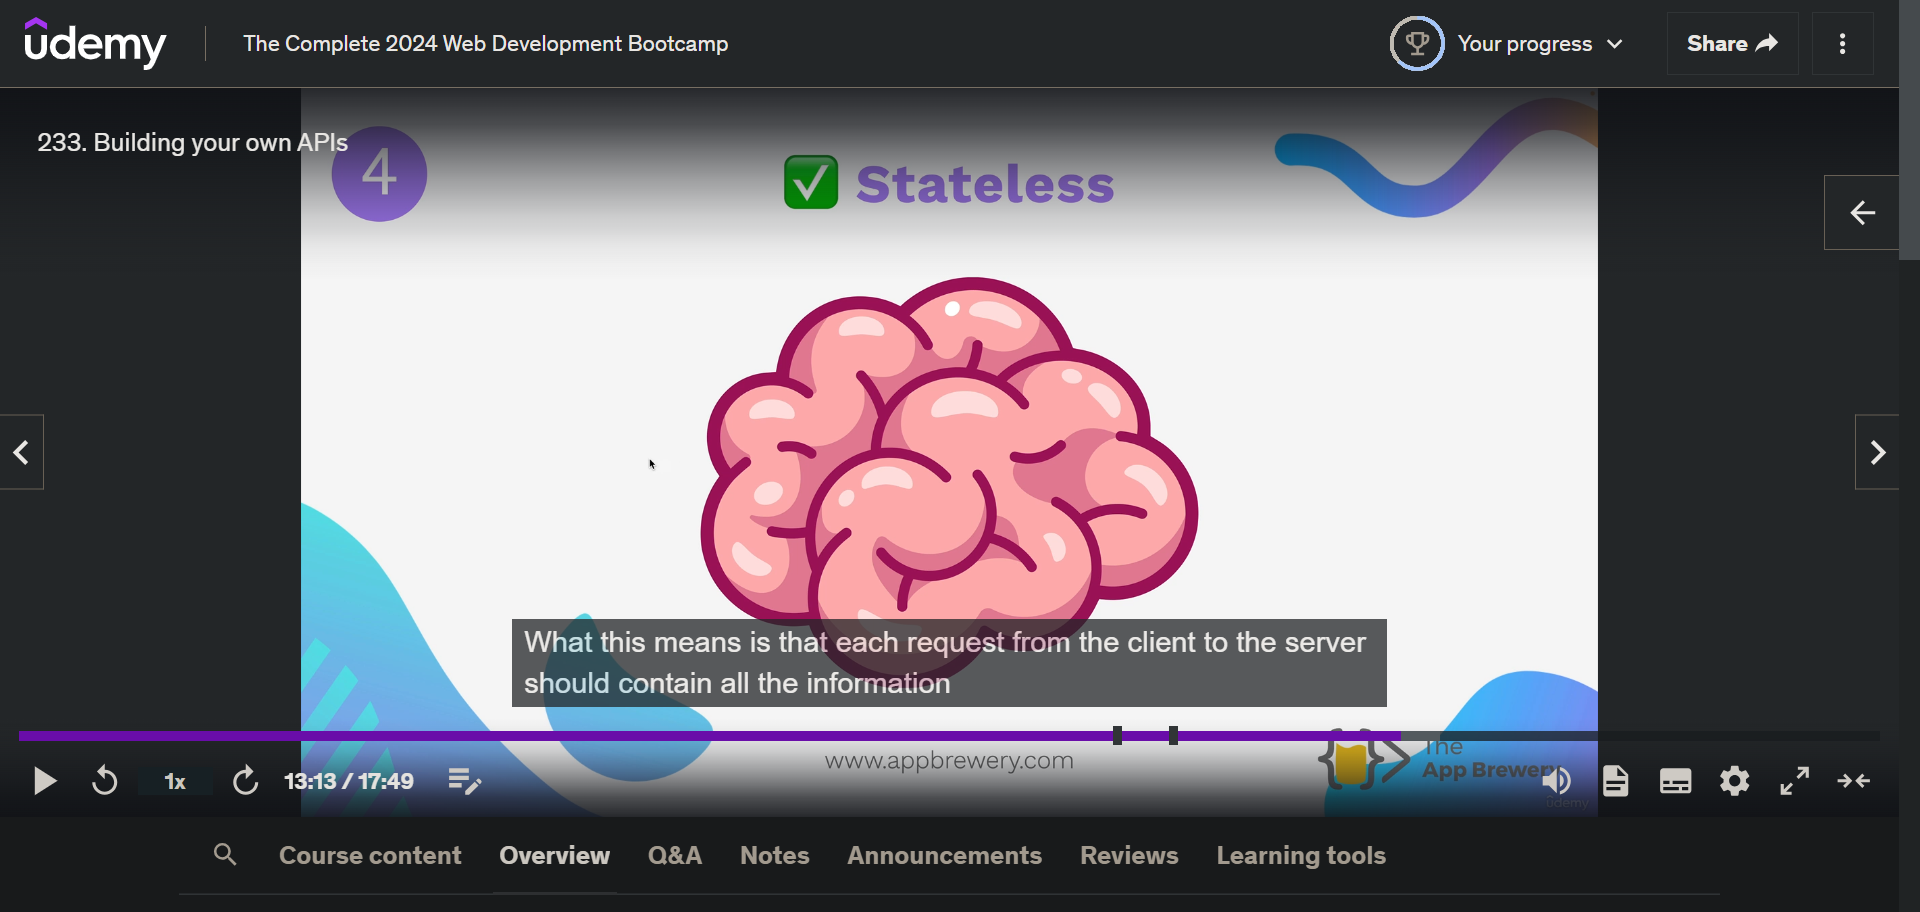 udemy
The Complete 2024 Web Development Bootcamp
Your progress
Share
233. Building your own APIs
4
✅ Stateless
What this means is that each request from the client to the server
should contain all the information
www.appbrewery.com
The
App Brewery
udemy
1x
13:13 / 17:49
Course content
Overview
Q&A
Notes
Announcements
Reviews
Learning tools